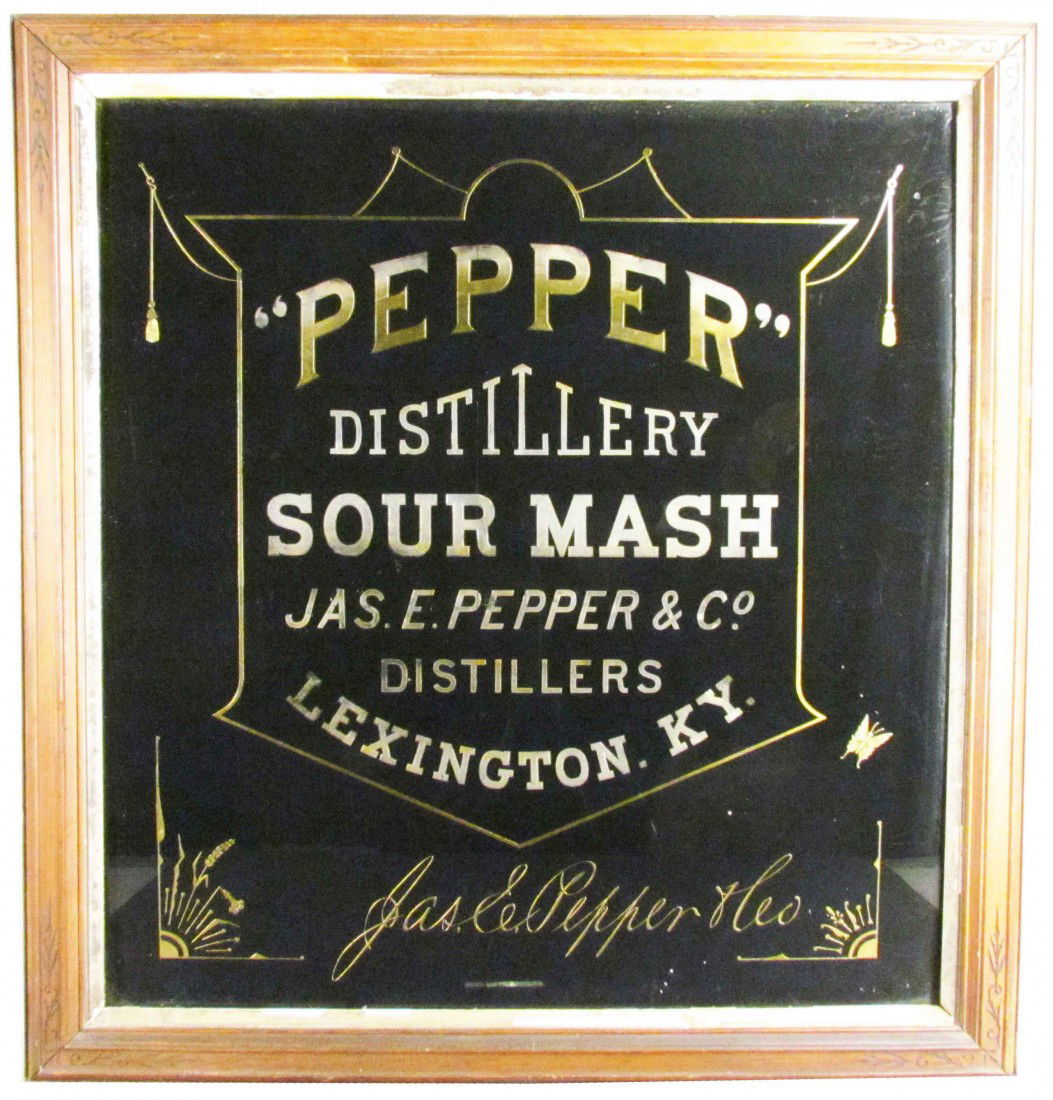 “PEPPER”
DISTILLERY
SOUR MASH
JAS. E. PEPPER & Co.
DISTILLERS
LEXINGTON. KY.
Jas. E. Pepper & Co